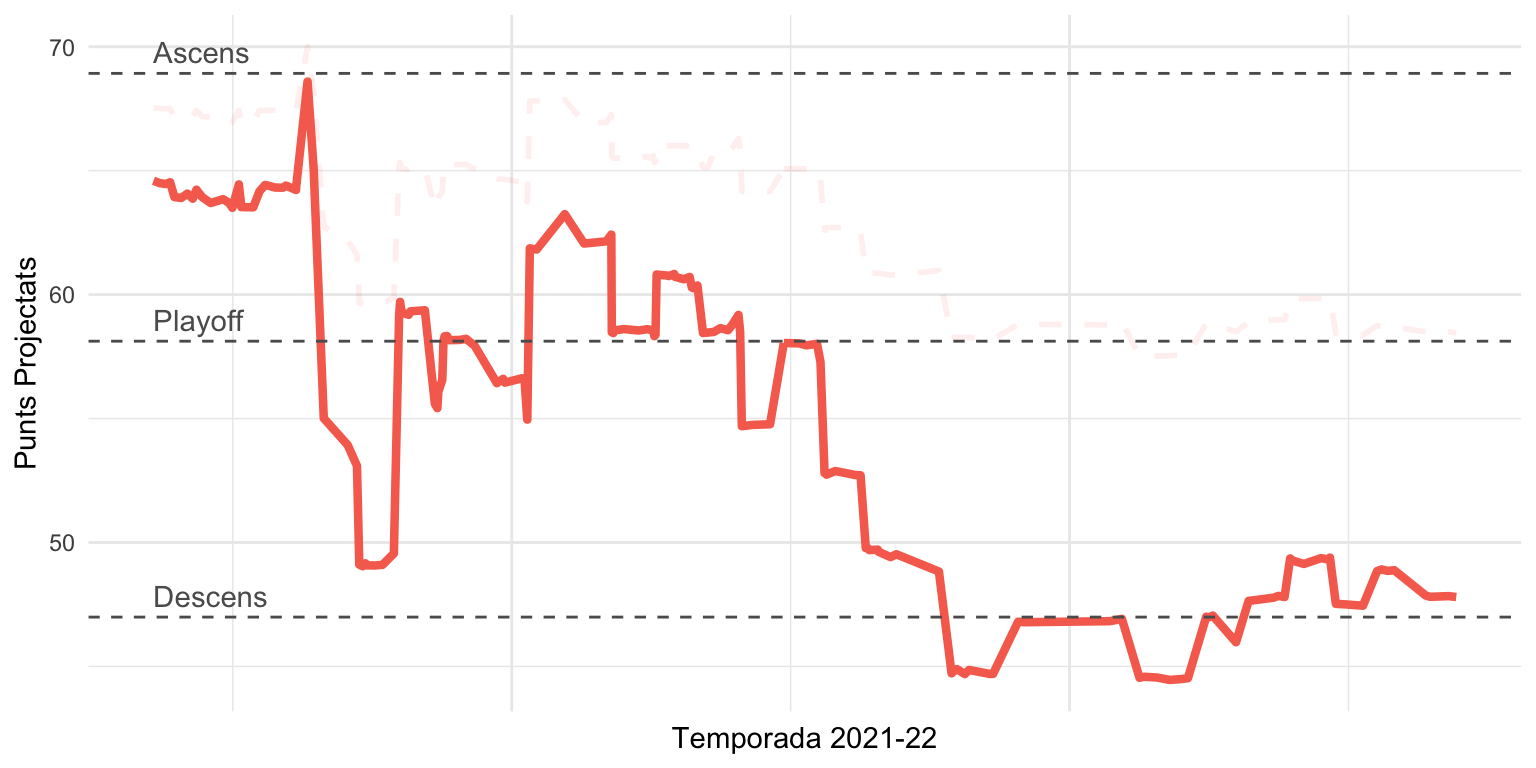 70
Ascens
60
Playoff
Punts Projectats
50
Descens
Temporada 2021-22